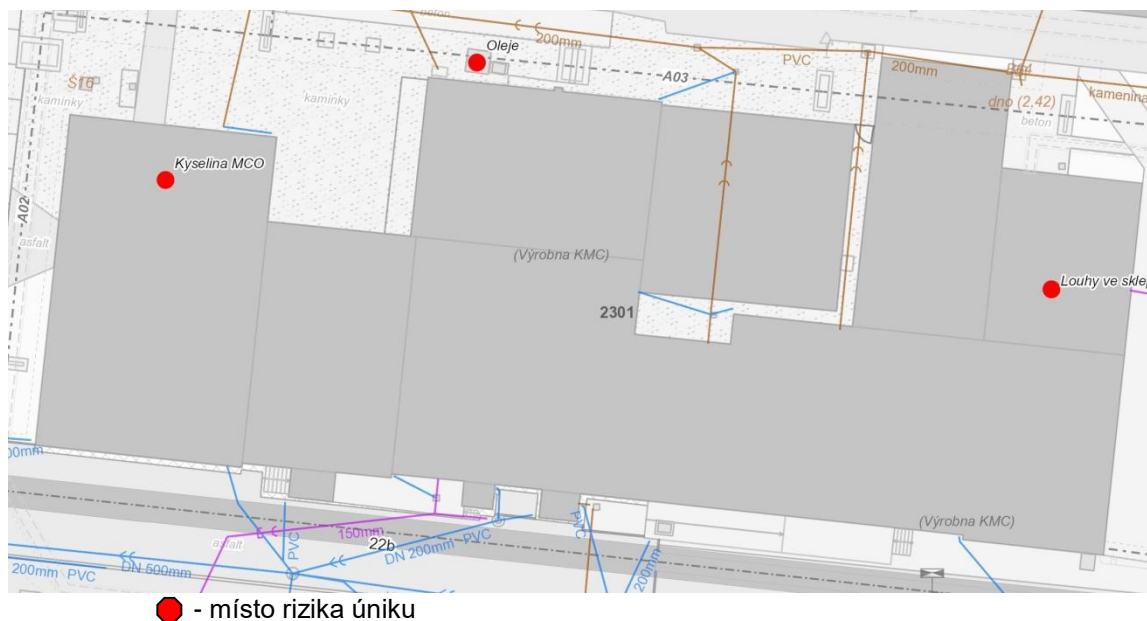 beton
Oleje
200mm
PVC
A03
200mm
kamenina
dno (2,42)
beton
Š16
kamínky
kamínky
Kyselina MCO
A02
asfalt
(Výrobna KMC)
2301
Louhy ve sklep
00mm
(Výrobna KMC)
150mm
asfalt
22b
PVC
DN 200mm PVC
PVC
200mm
200mm PVC
DN 500mm
- místo rizika úniku